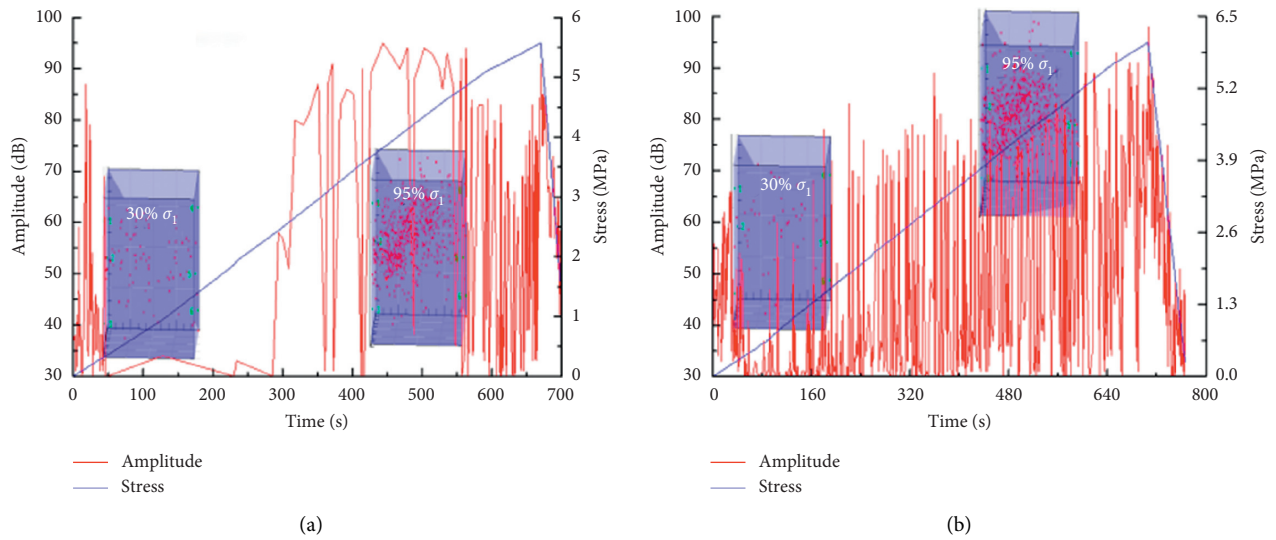 100
90
80
70
60
50
40
30
Amplitude (dB)
30% σ1
95% σ1
6
5
4
3
2
1
0
Stress (MPa)
0 100 200 300 400 500 600 700
Time (s)
Amplitude
Stress
(a)
100
90
80
70
60
50
40
30
Amplitude (dB)
30% σ1
95% σ1
6.5
5.2
3.9
2.6
1.3
0.0
Stress (MPa)
0 160 320 480 640 800
Time (s)
Amplitude
Stress
(b)